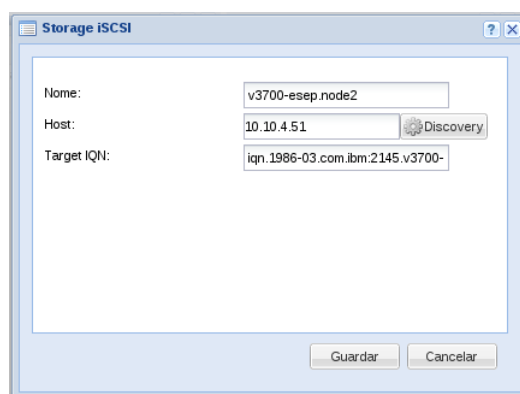 Storage iSCSI
Nome: v3700-esep.node2
Host: 10.10.4.51 Discovery
Target IQN: iqn.1986-03.com.ibm:2145.v3700-
Guardar Cancelar